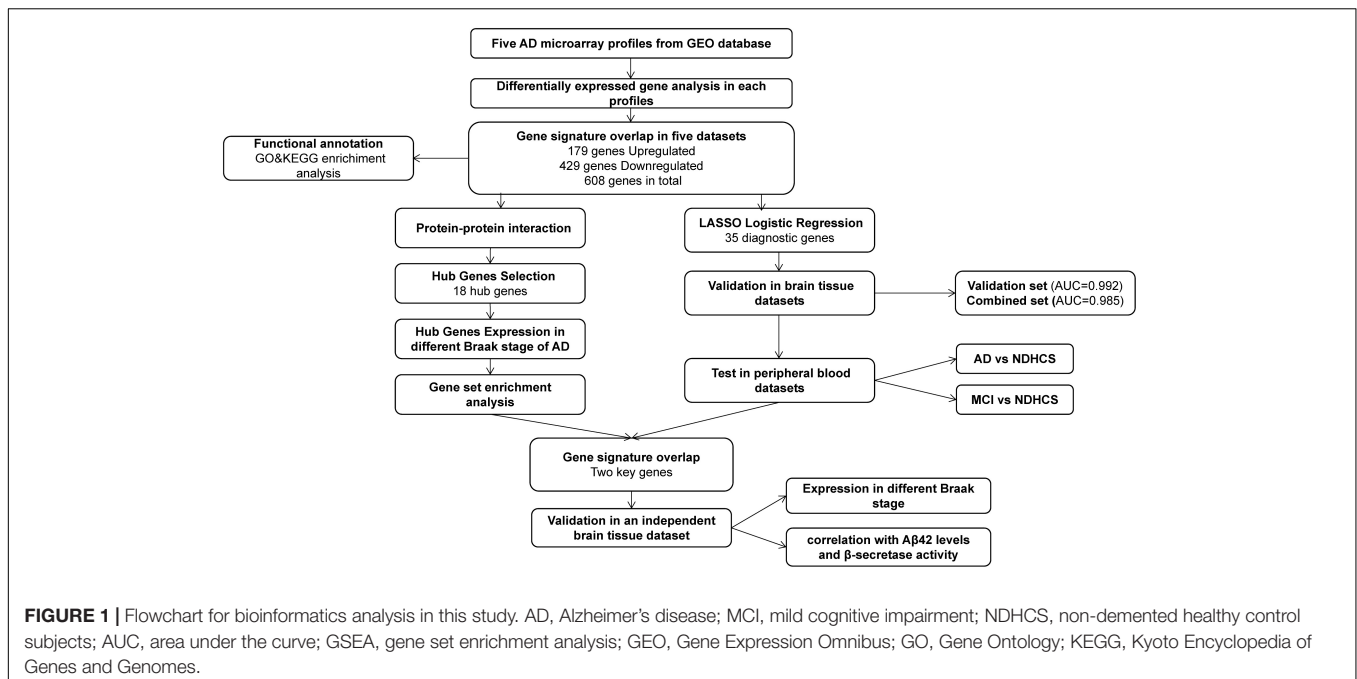 Five AD microarray profiles from GEO database
Differentially expressed gene analysis in each
profiles
Gene signature overlap in five datasets
179 genes Upregulated
429 genes Downregulated
608 genes in total
Functional annotation
GO&KEGG enrichiment
analysis
Protein-protein interaction
Hub Genes Selection
18 hub genes
Hub Genes Expression in
different Braak stage of AD
Gene set enrichment
analysis
LASSO Logistic Regression
35 diagnostic genes
Validation in brain tissue
datasets
Validation set (AUC=0.992)
Combined set (AUC=0.985)
Test in peripheral blood
datasets
AD vs NDHCS
MCI vs NDHCS
Gene signature overlap
Two key genes
Validation in an independent
brain tissue dataset
Expression in different Braak
stage
correlation with Aβ42 levels
and β-secretase activity
FIGURE 1 | Flowchart for bioinformatics analysis in this study. AD, Alzheimer's disease; MCI, mild cognitive impairment; NDHCS, non-demented healthy control
subjects; AUC, area under the curve; GSEA, gene set enrichment analysis; GEO, Gene Expression Omnibus; GO, Gene Ontology; KEGG, Kyoto Encyclopedia of
Genes and Genomes.